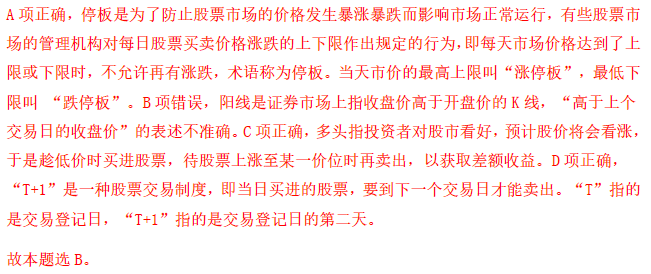 A 项正确，停板是为了防止股票市场的价格发生暴涨暴跌而影响市场正常运行，有些股票市
场的管理机构对每日股票买卖价格涨跌的上下限作出规定的行为，即每天市场价格达到了上
限或下限时，不允许再有涨跌，术语称为停板。当天市价的最高上限叫“涨停板”，最低下
限叫 “跌停板”。B 项错误，阳线是证券市场上指收盘价高于开盘价的 K 线，“高于上个
交易日的收盘价”的表述不准确。C 项正确，多头指投资者对股市看好，预计股价将会看涨，
于是趁低价时买进股票，待股票上涨至某一价位时再卖出，以获取差额收益。D 项正确，
“T+1”是一种股票交易制度，即当日买进的股票，要到下一个交易日才能卖出。“T”指的
是交易登记日，“T+1”指的是交易登记日的第二天。
故本题选 B。